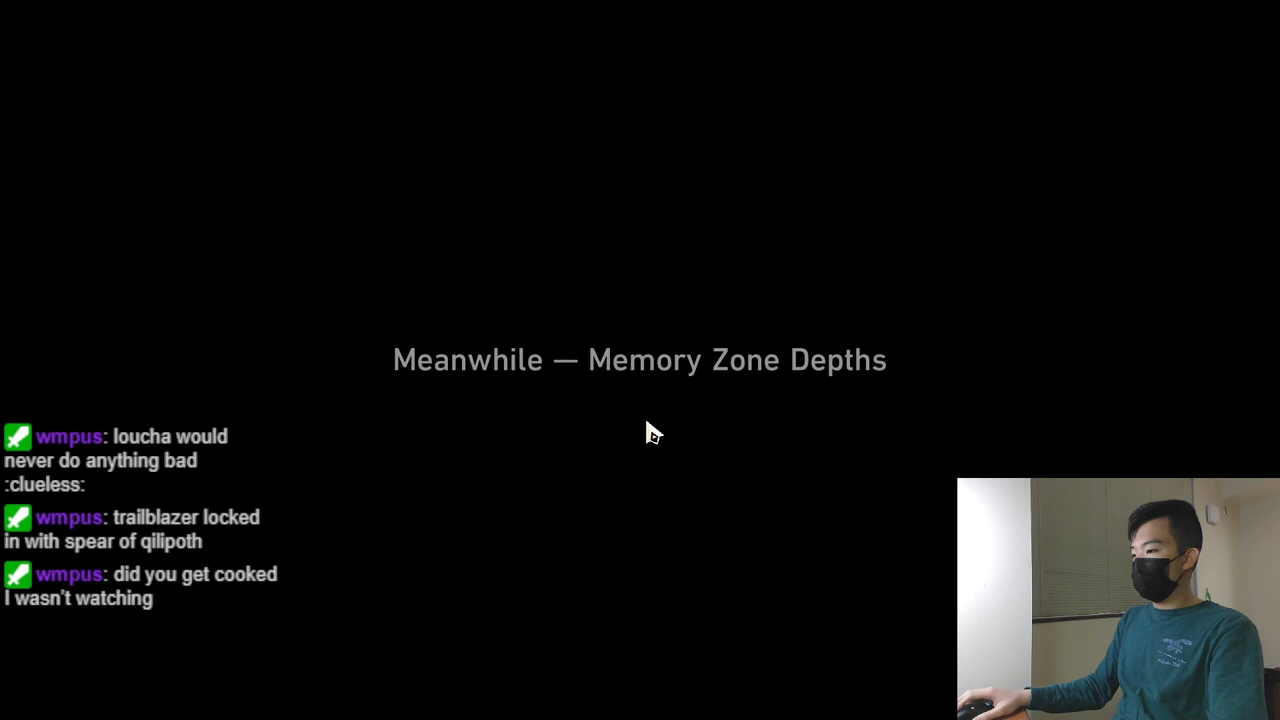 Meanwhile — Memory Zone Depths
wmpus: loucha would
never do anything bad
:clueless:
wmpus: trailblazer locked
in with spear of qilipoth
wmpus: did you get cooked
I wasn't watching